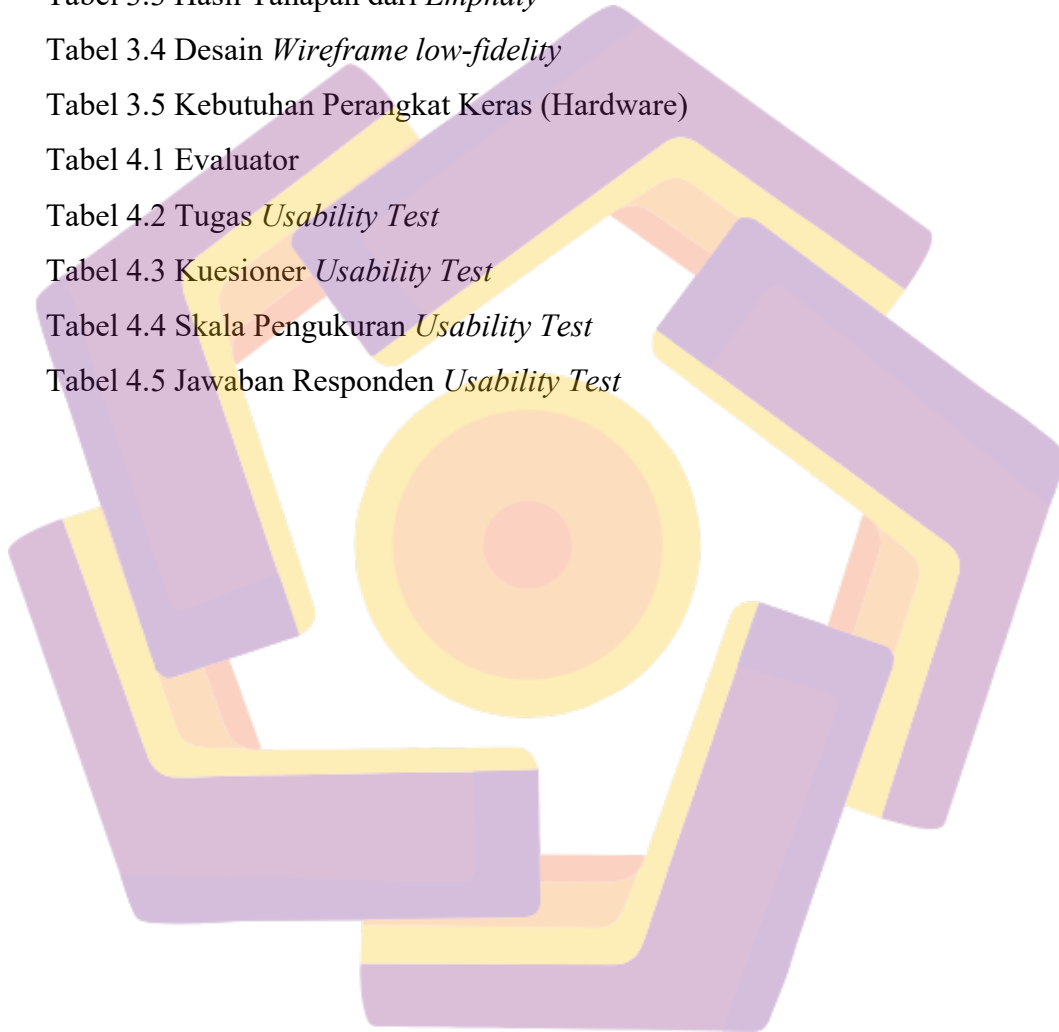 Tabel 3.3 Hasil Tahapan dari Emphaty
Tabel 3.4 Desain Wireframe low-fidelity
Tabel 3.5 Kebutuhan Perangkat Keras (Hardware)
Tabel 4.1 Evaluator
Tabel 4.2 Tugas Usability Test
Tabel 4.3 Kuesioner Usability Test
Tabel 4.4 Skala Pengukuran Usability Test
Tabel 4.5 Jawaban Responden Usability Test